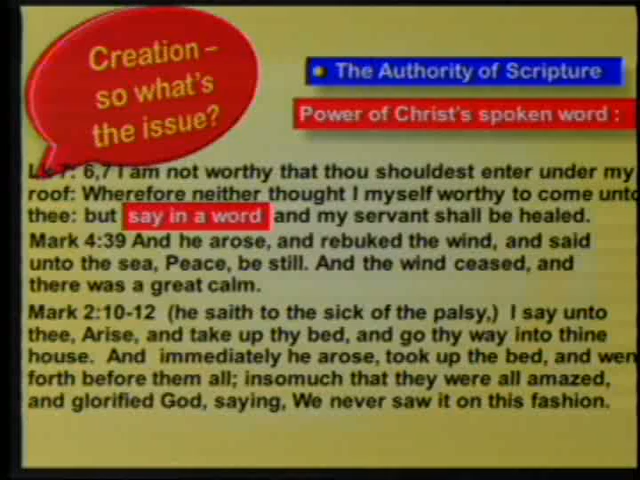 Creation –
so what's
the issue?
The Authority of Scripture
Power of Christ's spoken word :
7: 6,7 I am not worthy that thou shouldest enter under my
roof: Wherefore neither thought I myself worthy to come unto
thee: but say in a word and my servant shall be healed.
Mark 4:39 And he arose, and rebuked the wind, and said
unto the sea, Peace, be still. And the wind ceased, and
there was a great calm.
Mark 2:10-12 (he saith to the sick of the palsy,) I say unto
thee, Arise, and take up thy bed, and go thy way into thine
house. And immediately he arose, took up the bed, and wen
forth before them all; insomuch that they were all amazed,
and glorified God, saying, We never saw it on this fashion.